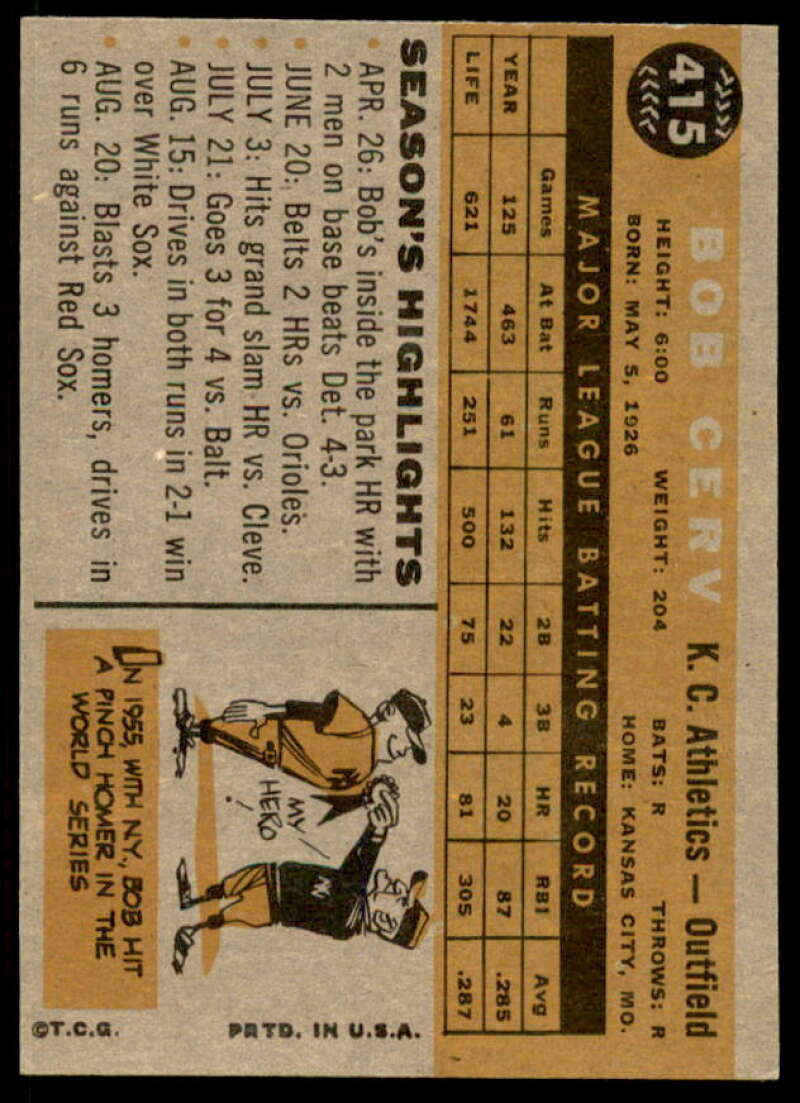 415
BOB CERV K. C. Athletics — Outfield
HEIGHT: 6:00 WEIGHT: 204 BATS: R THROWS: R
BORN: MAY 5, 1926 HOME: KANSAS CITY, MO.
MAJOR LEAGUE BATTING RECORD
Games At Bat Runs Hits 2B 3B HR RBI Avg
YEAR 125 463 61 132 22 4 20 87 .285
LIFE 621 1744 251 500 75 23 81 305 .287
SEASON'S HIGHLIGHTS
• APR. 26: Bob's inside the park HR with
2 men on base beats Det. 4-3.
• JUNE 20: Belts 2 HRs vs. Orioles.
• JULY 3: Hits grand slam HR vs. Cleve.
• JULY 21: Goes 3 for 4 vs. Balt.
• AUG. 15: Drives in both runs in 2-1 win
over White Sox.
• AUG. 20: Blasts 3 homers, drives in
6 runs against Red Sox.
MY
HERO!
NY
IN 1955, WITH N.Y., BOB HIT
A PINCH HOMER IN THE
WORLD SERIES
©T.C.G. PRTD. IN U.S.A.